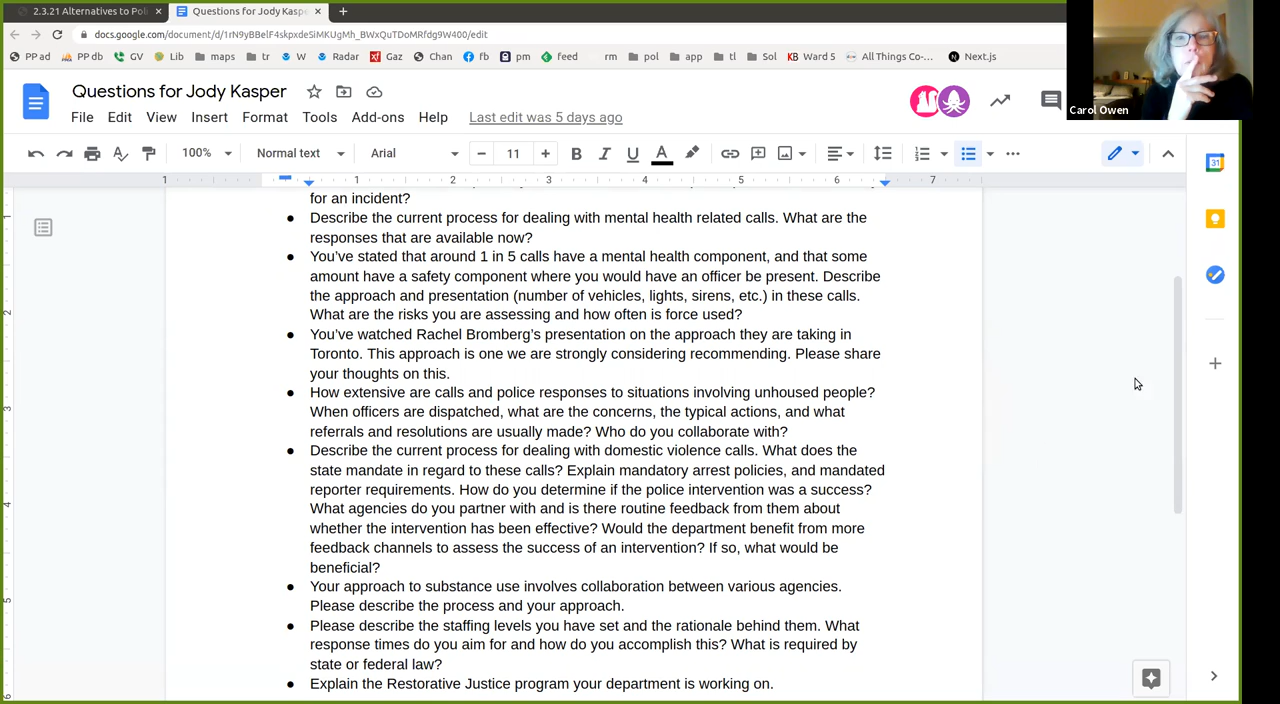 2.3.21 Alternatives to Pol
Questions for Jody Kaspe
docs.google.com/document/d/1rN9yBBelF4skpxdeSiMKUgMh_BWxQuTDoMRfdg9W400/edit
PP ad PP db GV Lib maps tr W Radar Gaz Chan fb pm feed rm pol app tl Sol KB Ward 5 All Things Co-... Next.js
Carol Owen
Questions for Jody Kasper
File Edit View Insert Format Tools Add-ons Help Last edit was 5 days ago
100% Normal text Arial 11 B I U A
1 1 2 3 4 5 6 7
for an incident?
● Describe the current process for dealing with mental health related calls. What are the
responses that are available now?
● You've stated that around 1 in 5 calls have a mental health component, and that some
amount have a safety component where you would have an officer be present. Describe
the approach and presentation (number of vehicles, lights, sirens, etc.) in these calls.
What are the risks you are assessing and how often is force used?
● You've watched Rachel Bromberg's presentation on the approach they are taking in
Toronto. This approach is one we are strongly considering recommending. Please share
your thoughts on this.
● How extensive are calls and police responses to situations involving unhoused people?
When officers are dispatched, what are the concerns, the typical actions, and what
referrals and resolutions are usually made? Who do you collaborate with?
● Describe the current process for dealing with domestic violence calls. What does the
state mandate in regard to these calls? Explain mandatory arrest policies, and mandated
reporter requirements. How do you determine if the police intervention was a success?
What agencies do you partner with and is there routine feedback from them about
whether the intervention has been effective? Would the department benefit from more
feedback channels to assess the success of an intervention? If so, what would be
beneficial?
● Your approach to substance use involves collaboration between various agencies.
Please describe the process and your approach.
● Please describe the staffing levels you have set and the rationale behind them. What
response times do you aim for and how do you accomplish this? What is required by
state or federal law?
● Explain the Restorative Justice program your department is working on.